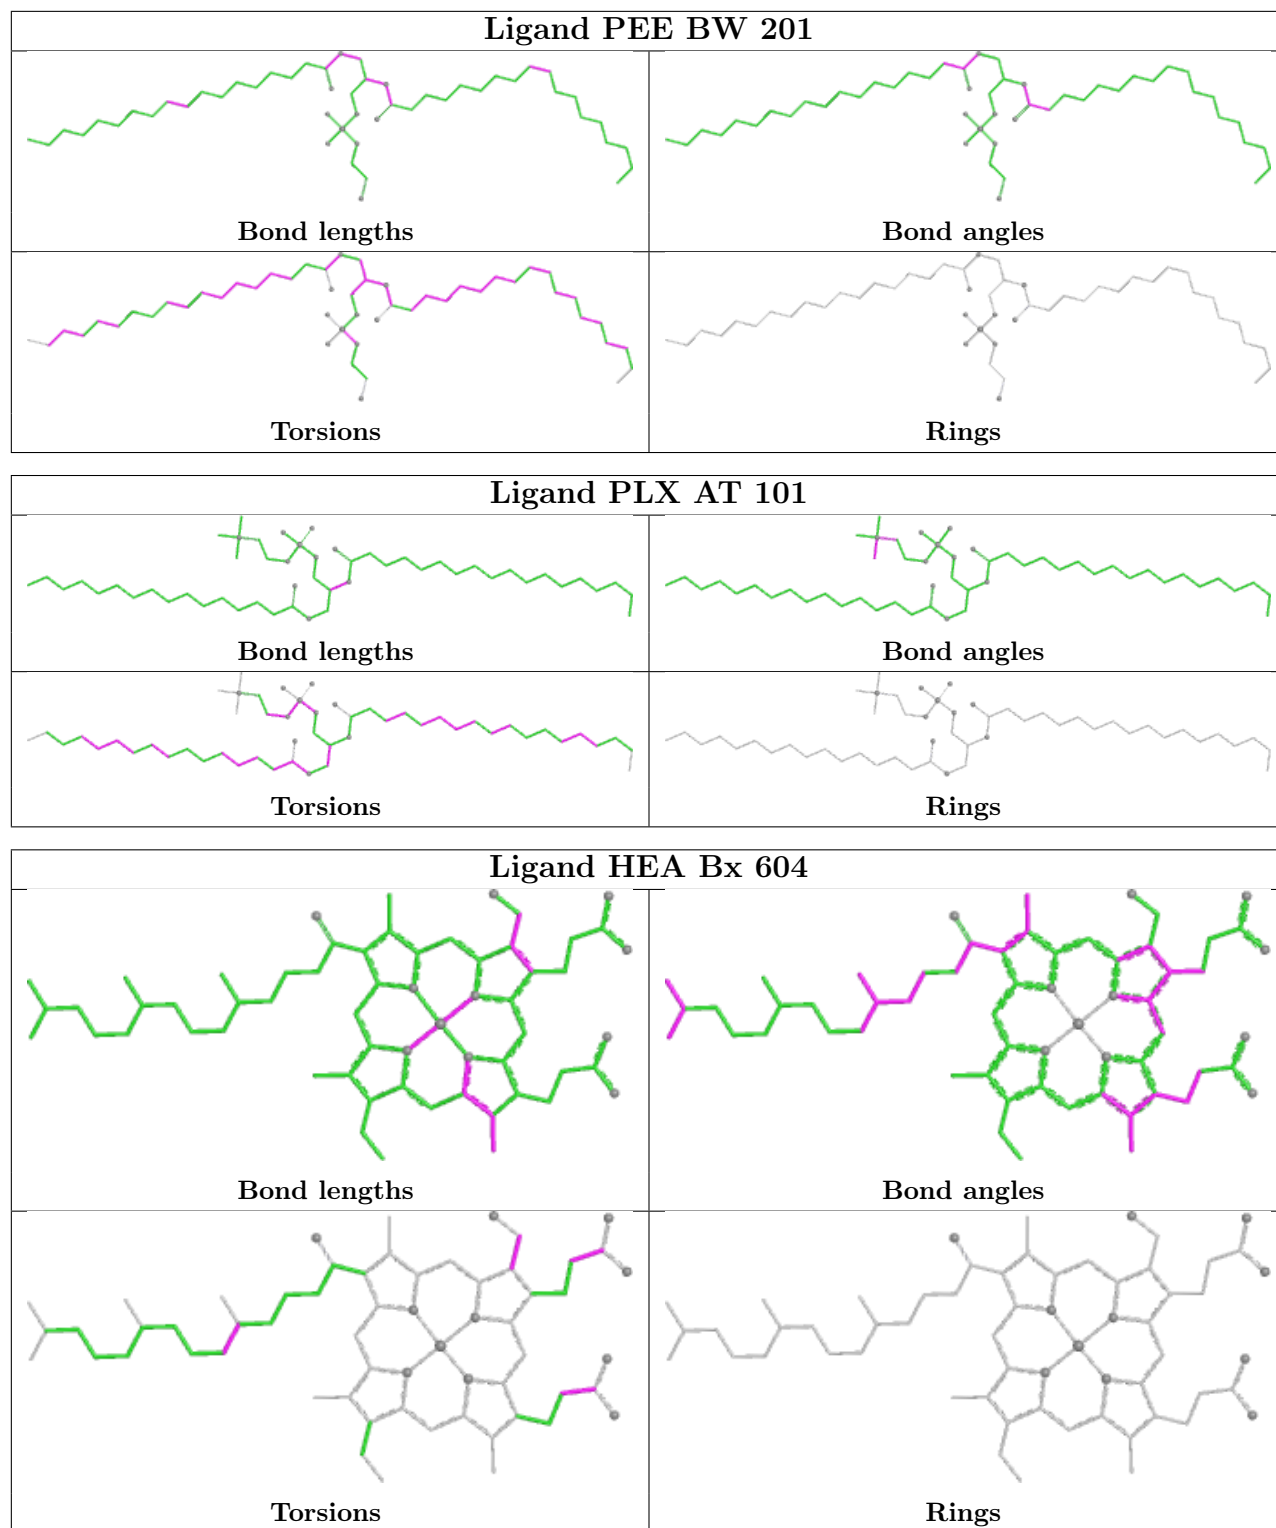 Ligand PEE BW 201
Bond lengths
Bond angles
Torsions
Rings
Ligand PLX AT 101
Bond lengths
Bond angles
Torsions
Rings
Ligand HEA Bx 604
Bond lengths
Bond angles
Torsions
Rings